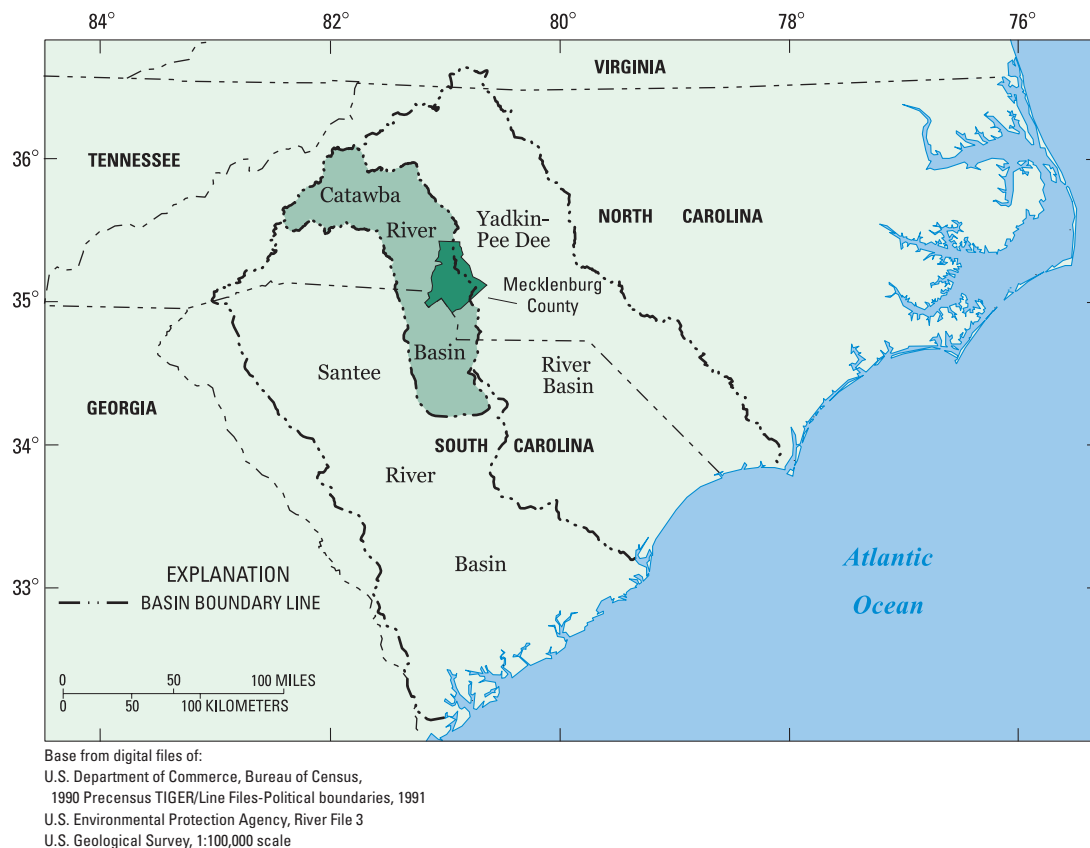 84° 82° 80° 78° 76°
VIRGINIA
36°
TENNESSEE
Catawba
Yadkin-
Pee Dee
NORTH CAROLINA
River
Mecklenburg
County
35°
Basin
River
Basin
Santee
GEORGIA
SOUTH CAROLINA
34°
River
Atlantic
Ocean
Basin
33°
EXPLANATION
BASIN BOUNDARY LINE
0 50 100 MILES
0 50 100 KILOMETERS
Base from digital files of:
U.S. Department of Commerce, Bureau of Census,
1990 Precensus TIGER/Line Files-Political boundaries, 1991
U.S. Environmental Protection Agency, River File 3
U.S. Geological Survey, 1:100,000 scale